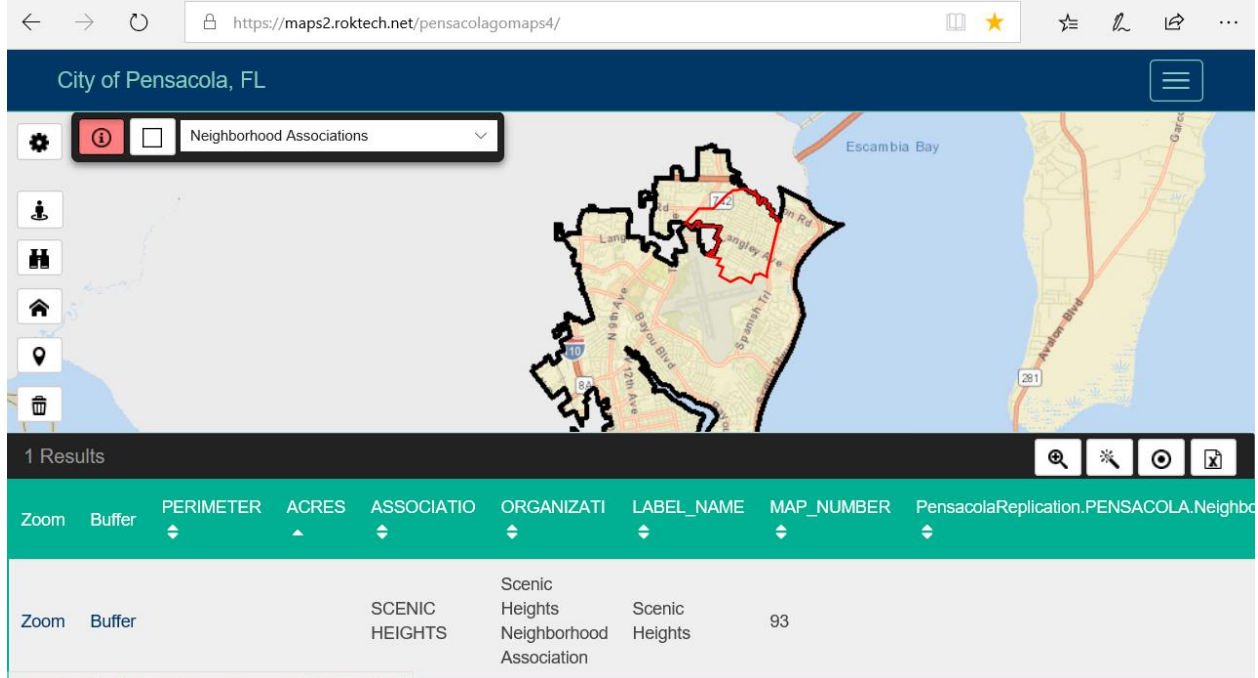 https://maps2.roktech.net/pensacolagomaps4/
City of Pensacola, FL
Neighborhood Associations
Escambia Bay
742
Langley Ave
N 9th Ave
Bayou Blvd
Spanish Trl
10
8A
N 12th Ave
Avalon Blvd
281
1 Results
Zoom
Buffer
PERIMETER
ACRES
ASSOCIATIO
ORGANIZATI
LABEL_NAME
MAP_NUMBER
PensacolaReplication.PENSACOLA.Neighbo
Zoom
Buffer
SCENIC
HEIGHTS
Scenic
Heights
Neighborhood
Association
Scenic
Heights
93